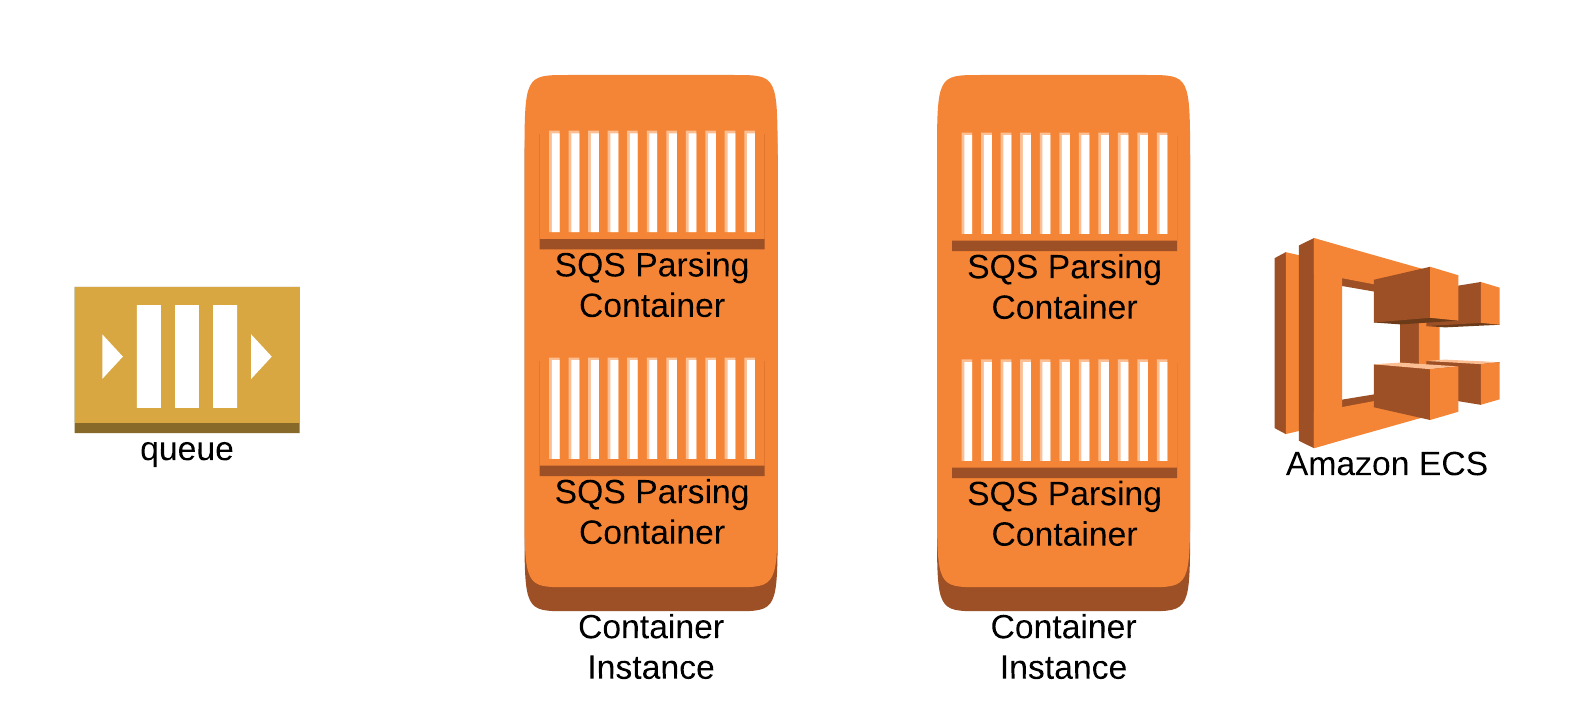 queue
SQS Parsing
Container
SQS Parsing
Container
Container
Instance
SQS Parsing
Container
SQS Parsing
Container
Container
Instance
Amazon ECS